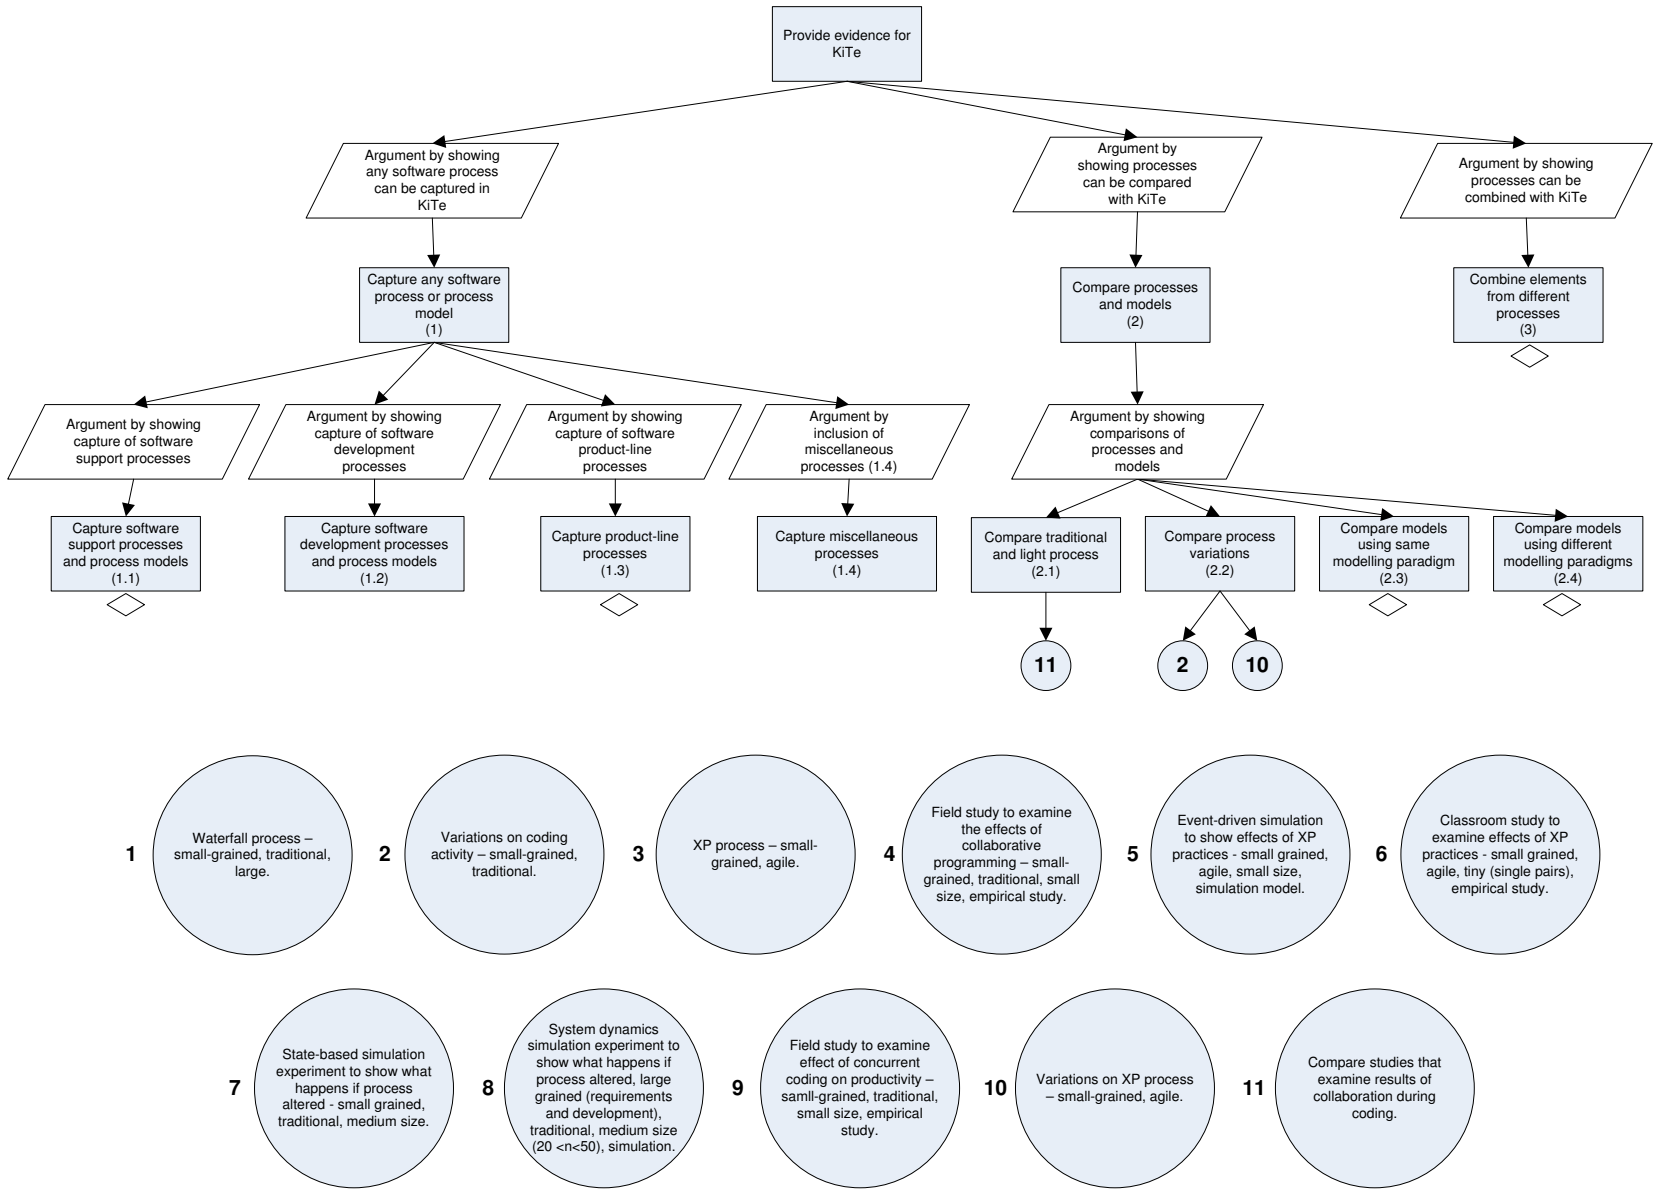 Provide evidence for
KiTe
Argument by showing
any software process
can be captured in
KiTe
Argument by
showing processes
can be compared
with KiTe
Argument by showing
processes can be
combined with KiTe
Capture any software
process or process
model
(1)
Compare processes
and models
(2)
Combine elements
from different
processes
(3)
Argument by showing
capture of software
support processes
Argument by showing
capture of software
development
processes
Argument by showing
capture of software
product-line
processes
Argument by
inclusion of
miscellaneous
processes (1.4)
Argument by showing
comparisons of
processes and
models
Capture software
support processes
and process models
(1.1)
Capture software
development processes
and process models
(1.2)
Capture product-line
processes
(1.3)
Capture miscellaneous
processes
(1.4)
Compare traditional
and light process
(2.1)
Compare process
variations
(2.2)
Compare models
using same
modelling paradigm
(2.3)
Compare models
using different
modelling paradigms
(2.4)
11
2
10
1
Waterfall process –
small-grained, traditional,
large.
2
Variations on coding
activity – small-grained,
traditional.
3
XP process – small-
grained, agile.
4
Field study to examine
the effects of
collaborative
programming – small-
grained, traditional, small
size, empirical study.
5
Event-driven simulation
to show effects of XP
practices - small grained,
agile, small size,
simulation model.
6
Classroom study to
examine effects of XP
practices - small grained,
agile, tiny (single pairs),
empirical study.
7
State-based simulation
experiment to show what
happens if process
altered - small grained,
traditional, medium size.
8
System dynamics
simulation experiment to
show what happens if
process altered, large
grained (requirements
and development),
traditional, medium size
(20 <n<50), simulation.
9
Field study to examine
effect of concurrent
coding on productivity –
samll-grained, traditional,
small size, empirical
study.
10
Variations on XP process
– small-grained, agile.
11
Compare studies that
examine results of
collaboration during
coding.